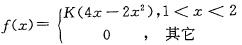 f(x)= { K(4x-2x²), 1<x<2
0 , 其它